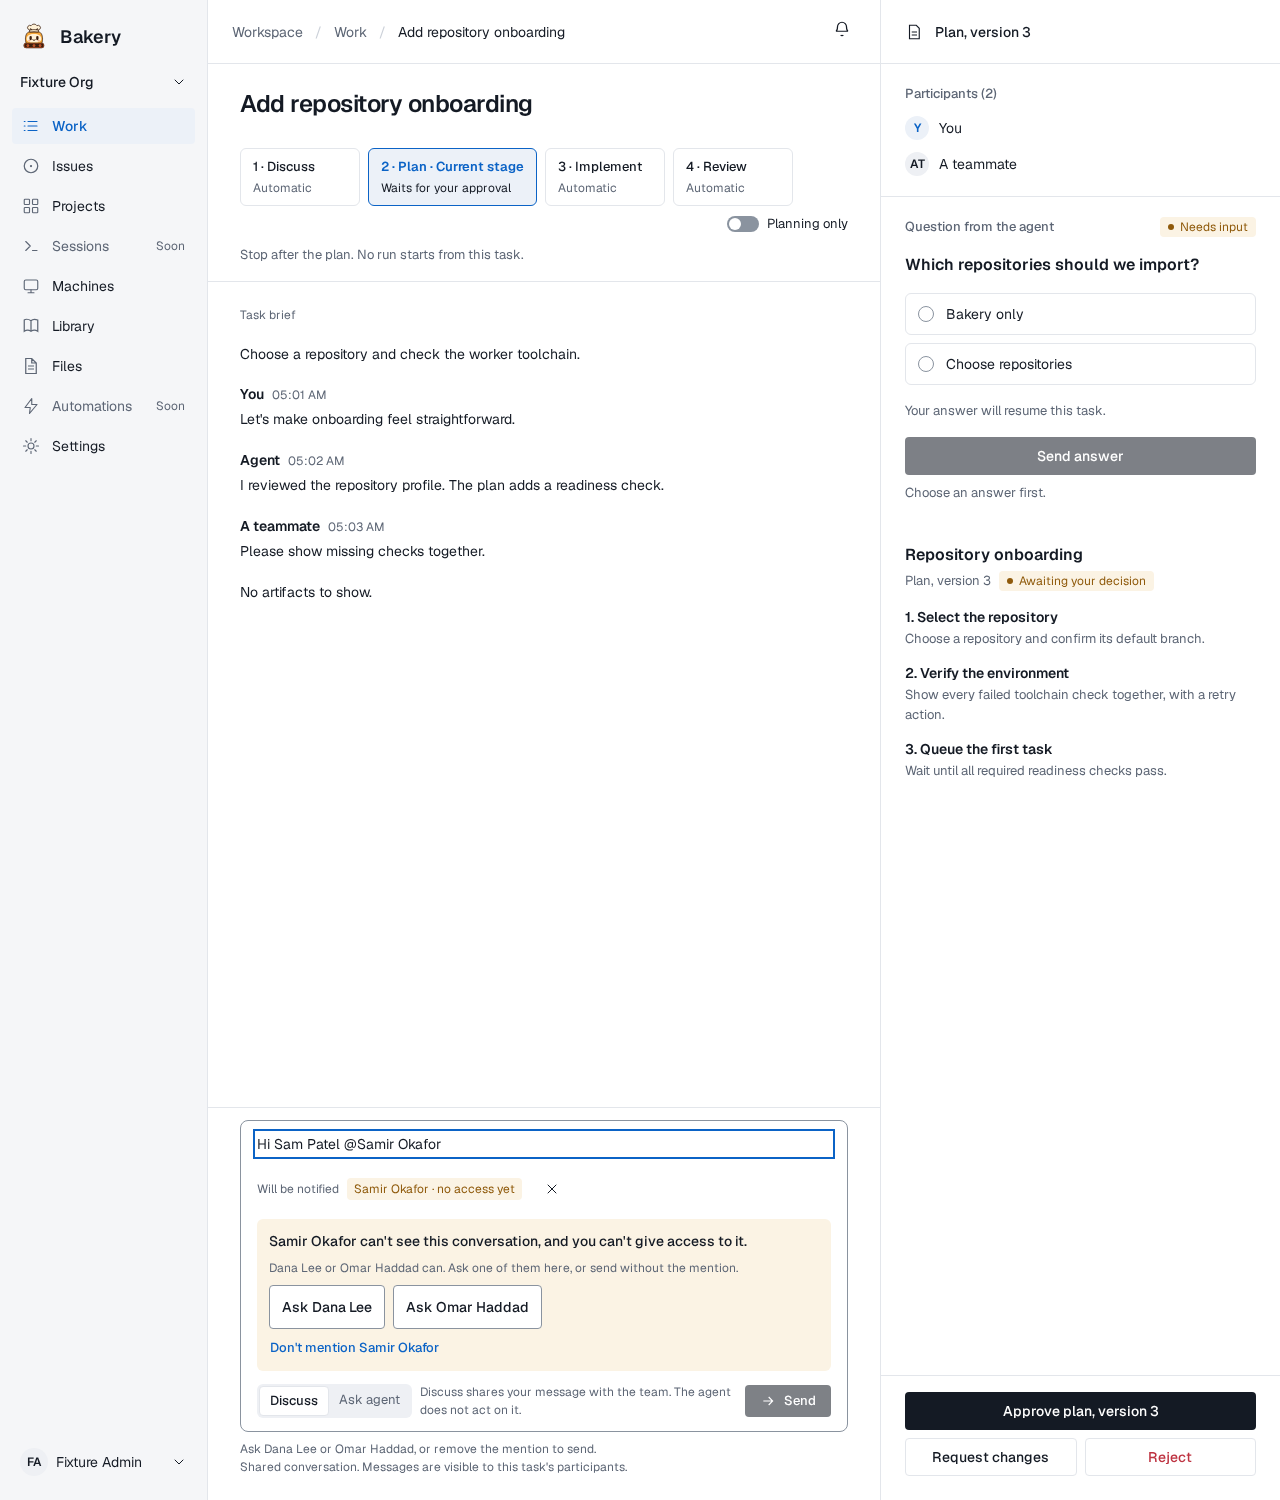 Bakery
Fixture Org
Work
Issues
Projects
Sessions Soon
Machines
Library
Files
Automations Soon
Settings
FA Fixture Admin
Workspace / Work / Add repository onboarding
Add repository onboarding
1 · Discuss
Automatic
2 · Plan · Current stage
Waits for your approval
3 · Implement
Automatic
4 · Review
Automatic
Planning only
Stop after the plan. No run starts from this task.
Task brief
Choose a repository and check the worker toolchain.
You 05:01 AM
Let's make onboarding feel straightforward.
Agent 05:02 AM
I reviewed the repository profile. The plan adds a readiness check.
A teammate 05:03 AM
Please show missing checks together.
No artifacts to show.
Hi Sam Patel @Samir Okafor
Will be notified Samir Okafor · no access yet
Samir Okafor can't see this conversation, and you can't give access to it.
Dana Lee or Omar Haddad can. Ask one of them here, or send without the mention.
Ask Dana Lee Ask Omar Haddad
Don't mention Samir Okafor
Discuss Ask agent
Discuss shares your message with the team. The agent
does not act on it.
Send
Ask Dana Lee or Omar Haddad, or remove the mention to send.
Shared conversation. Messages are visible to this task's participants.
Plan, version 3
Participants (2)
Y You
AT A teammate
Question from the agent Needs input
Which repositories should we import?
Bakery only
Choose repositories
Your answer will resume this task.
Send answer
Choose an answer first.
Repository onboarding
Plan, version 3 Awaiting your decision
1. Select the repository
Choose a repository and confirm its default branch.
2. Verify the environment
Show every failed toolchain check together, with a retry
action.
3. Queue the first task
Wait until all required readiness checks pass.
Approve plan, version 3
Request changes Reject